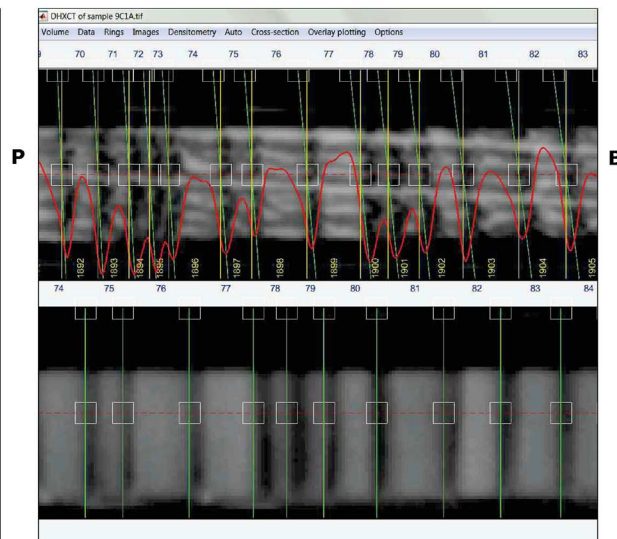 DHXCT of sample 9C1A.tif
Volume Data Rings Images Densitometry Auto Cross-section Overlay plotting Options
70 71 72 73 74 75 76 77 78 79 80 81 82 83
P
1892 1893 1894 1895 1896 1897 1898 1899 1900 1901 1902 1903 1904 1905
74 75 76 77 78 79 80 81 82 83 84